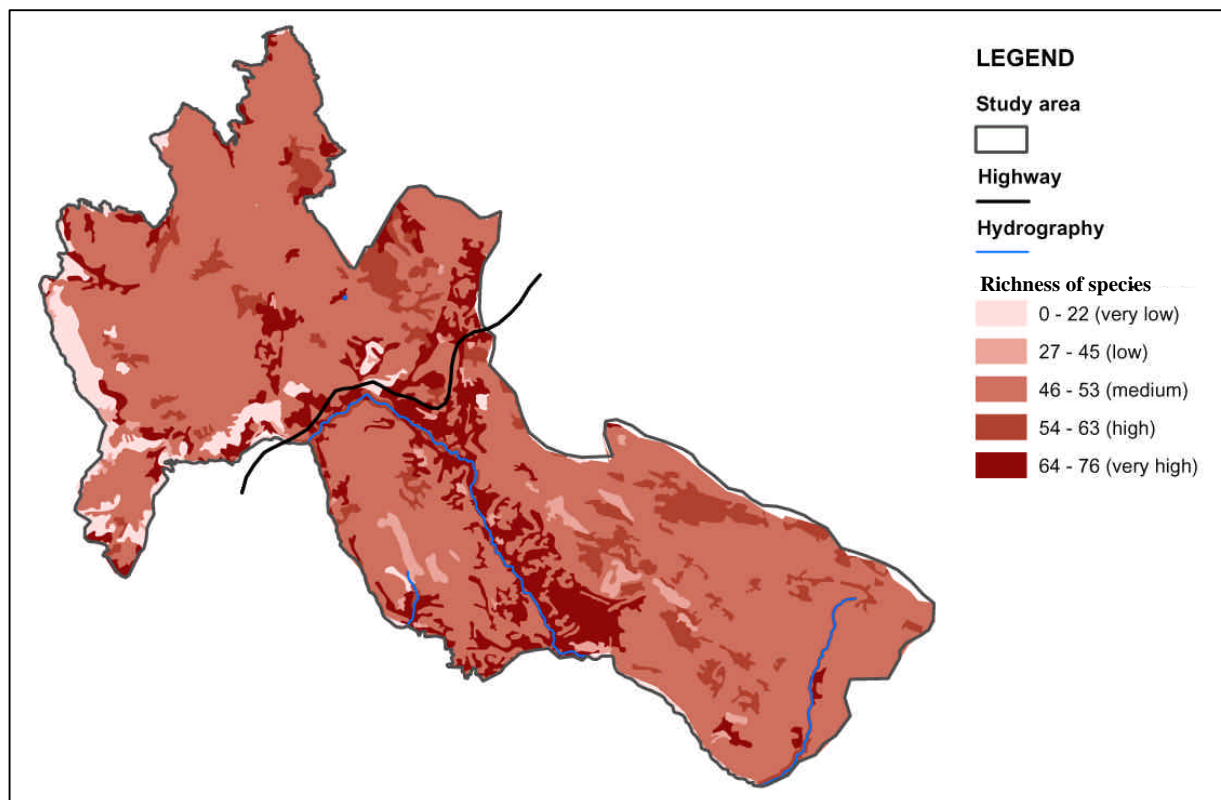 LEGEND
Study area
Highway
Hydrography
Richness of species
0 - 22 (very low)
27 - 45 (low)
46 - 53 (medium)
54 - 63 (high)
64 - 76 (very high)